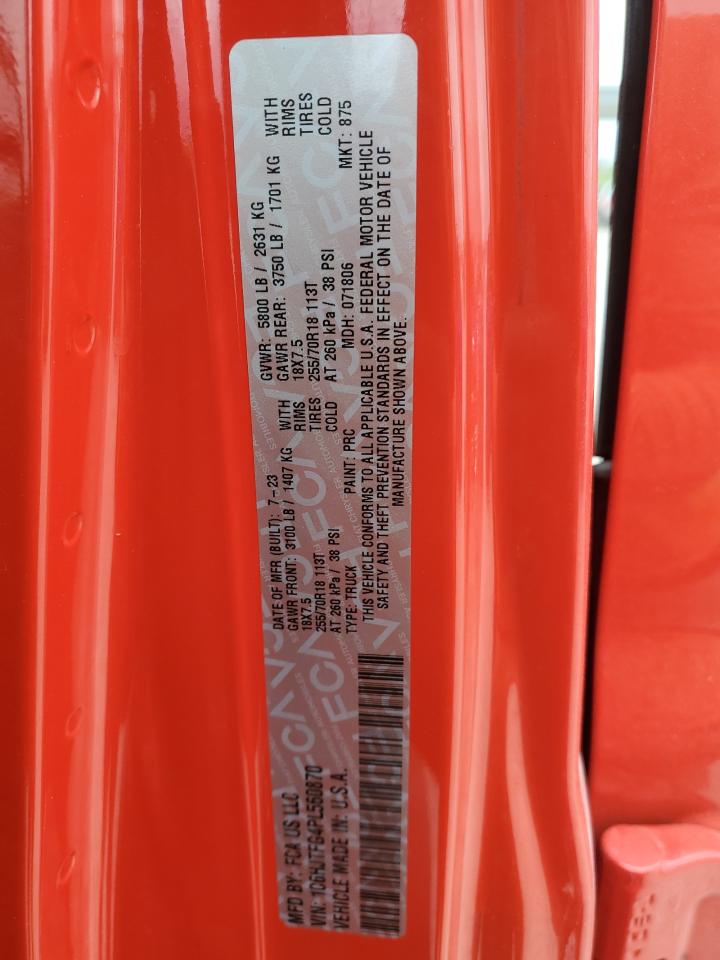 MFD BY: FCA US LLC
VIN: 1C6HJTFG4PL560870
VEHICLE MADE IN: U.S.A.
DATE OF MFR (BUILT): 7-23 GVWR: 5800 LB / 2631 KG
GAWR FRONT: 3100 LB / 1407 KG WITH GAWR REAR: 3750 LB / 1701 KG WITH
18X7.5 RIMS 18X7.5 RIMS
255/70R18 113T TIRES 255/70R18 113T TIRES
AT 260 kPa / 38 PSI COLD AT 260 kPa / 38 PSI COLD
TYPE: TRUCK PAINT: PRC MDH: 071806 MKT: 875
THIS VEHICLE CONFORMS TO ALL APPLICABLE U.S.A. FEDERAL MOTOR VEHICLE
SAFETY AND THEFT PREVENTION STANDARDS IN EFFECT ON THE DATE OF
MANUFACTURE SHOWN ABOVE.